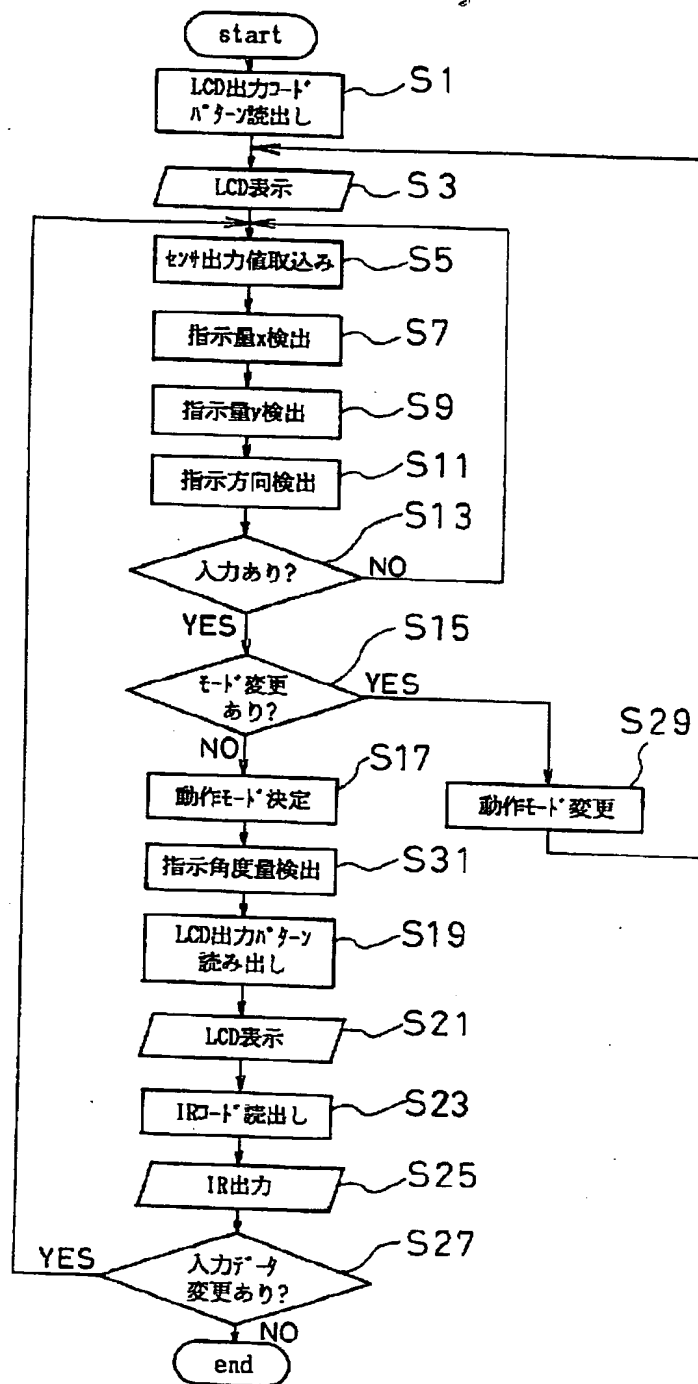 start
LCD出力コード
パターン読出し
S1
LCD表示
S3
センサ出力値取込み
S5
指示量x検出
S7
指示量y検出
S9
指示方向検出
S11
入力あり?
S13
NO
YES
モード変更
あり?
S15
YES
NO
動作モード決定
S17
動作モード変更
S29
指示角度量検出
S31
LCD出力パターン
読み出し
S19
LCD表示
S21
IRコード読出し
S23
IR出力
S25
入力データ
変更あり?
S27
YES
NO
end